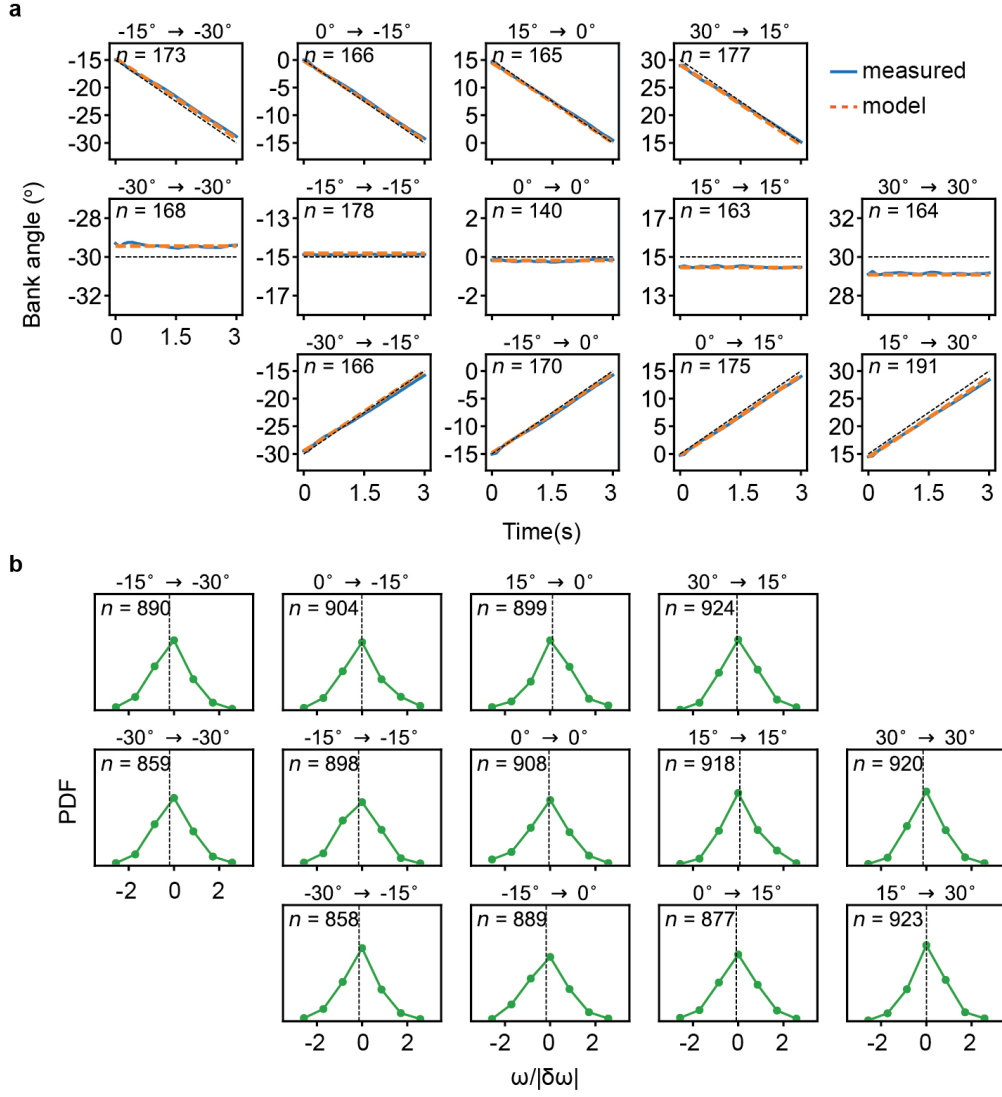 a
-15° → -30°
0° → -15°
15° → 0°
30° → 15°
n = 173
n = 166
n = 165
n = 177
-15
-20
-25
-30
0
-5
-10
-15
15
10
5
0
30
25
20
15
measured
model
Bank angle (°)
-30° → -30°
-15° → -15°
0° → 0°
15° → 15°
30° → 30°
n = 168
n = 178
n = 140
n = 163
n = 164
-28
-30
-32
-13
-15
-17
2
0
-2
17
15
13
32
30
28
0 1.5 3
-30° → -15°
-15° → 0°
0° → 15°
15° → 30°
n = 166
n = 170
n = 175
n = 191
-15
-20
-25
-30
0
-5
-10
-15
15
10
5
0
30
25
20
15
0 1.5 3
0 1.5 3
0 1.5 3
0 1.5 3
Time(s)
b
-15° → -30°
0° → -15°
15° → 0°
30° → 15°
n = 890
n = 904
n = 899
n = 924
PDF
-30° → -30°
-15° → -15°
0° → 0°
15° → 15°
30° → 30°
n = 859
n = 898
n = 908
n = 918
n = 920
-2 0 2
-30° → -15°
-15° → 0°
0° → 15°
15° → 30°
n = 858
n = 889
n = 877
n = 923
-2 0 2
-2 0 2
-2 0 2
-2 0 2
ω/|δω|